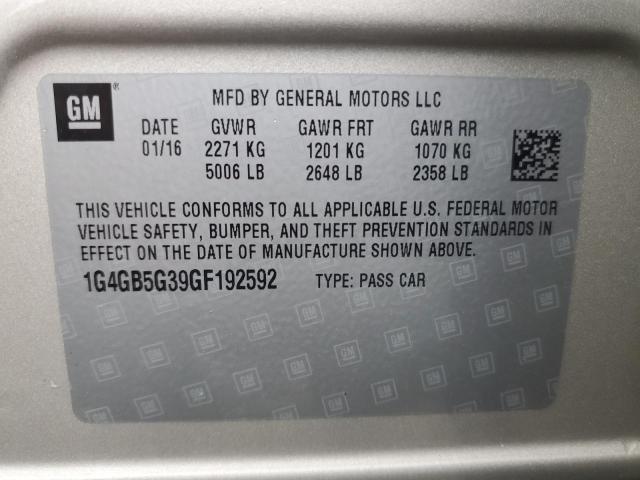 GM ®
MFD BY GENERAL MOTORS LLC
DATE GVWR GAWR FRT GAWR RR
01/16 2271 KG 1201 KG 1070 KG
5006 LB 2648 LB 2358 LB
THIS VEHICLE CONFORMS TO ALL APPLICABLE U.S. FEDERAL MOTOR
VEHICLE SAFETY, BUMPER, AND THEFT PREVENTION STANDARDS IN
EFFECT ON THE DATE OF MANUFACTURE SHOWN ABOVE.
1G4GB5G39GF192592 TYPE: PASS CAR